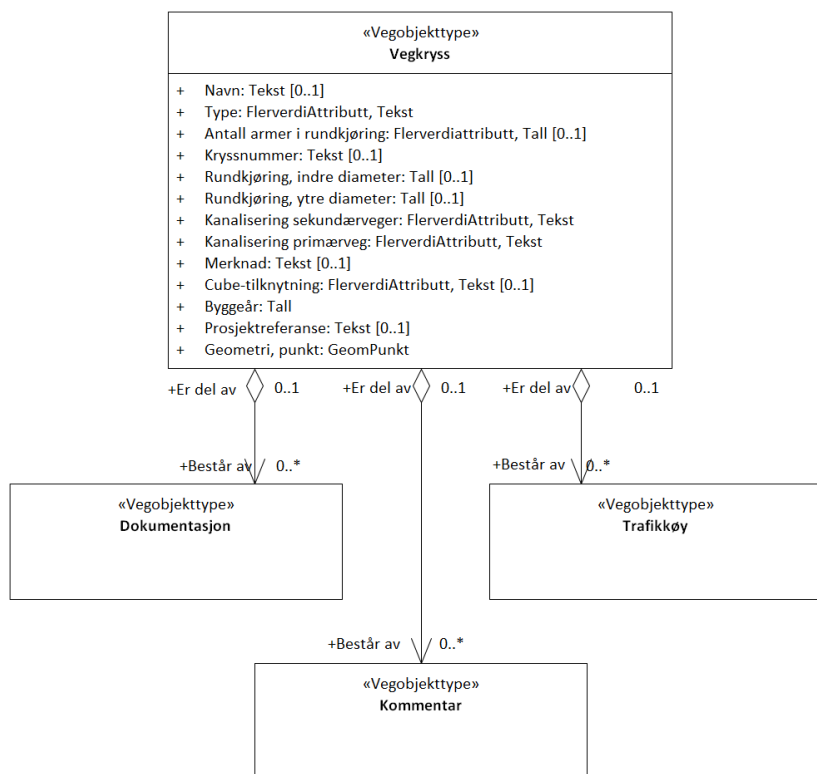 «Vegobjekttype»
Vegkryss
+ Navn: Tekst [0..1]
+ Type: FlerverdiAttributt, Tekst
+ Antall armer i rundkjøring: Flerverdiattributt, Tall [0..1]
+ Kryssnummer: Tekst [0..1]
+ Rundkjøring, indre diameter: Tall [0..1]
+ Rundkjøring, ytre diameter: Tall [0..1]
+ Kanalisering sekundærveger: FlerverdiAttributt, Tekst
+ Kanalisering primærveg: FlerverdiAttributt, Tekst
+ Merknad: Tekst [0..1]
+ Cube-tilknytning: FlerverdiAttributt, Tekst [0..1]
+ Byggeår: Tall
+ Prosjektreferanse: Tekst [0..1]
+ Geometri, punkt: GeomPunkt
+Er del av 0..1 +Er del av 0..1 +Er del av 0..1
+Består av 0..* +Består av 0..*
«Vegobjekttype» «Vegobjekttype»
Dokumentasjon Trafikkøy
+Består av 0..*
«Vegobjekttype»
Kommentar